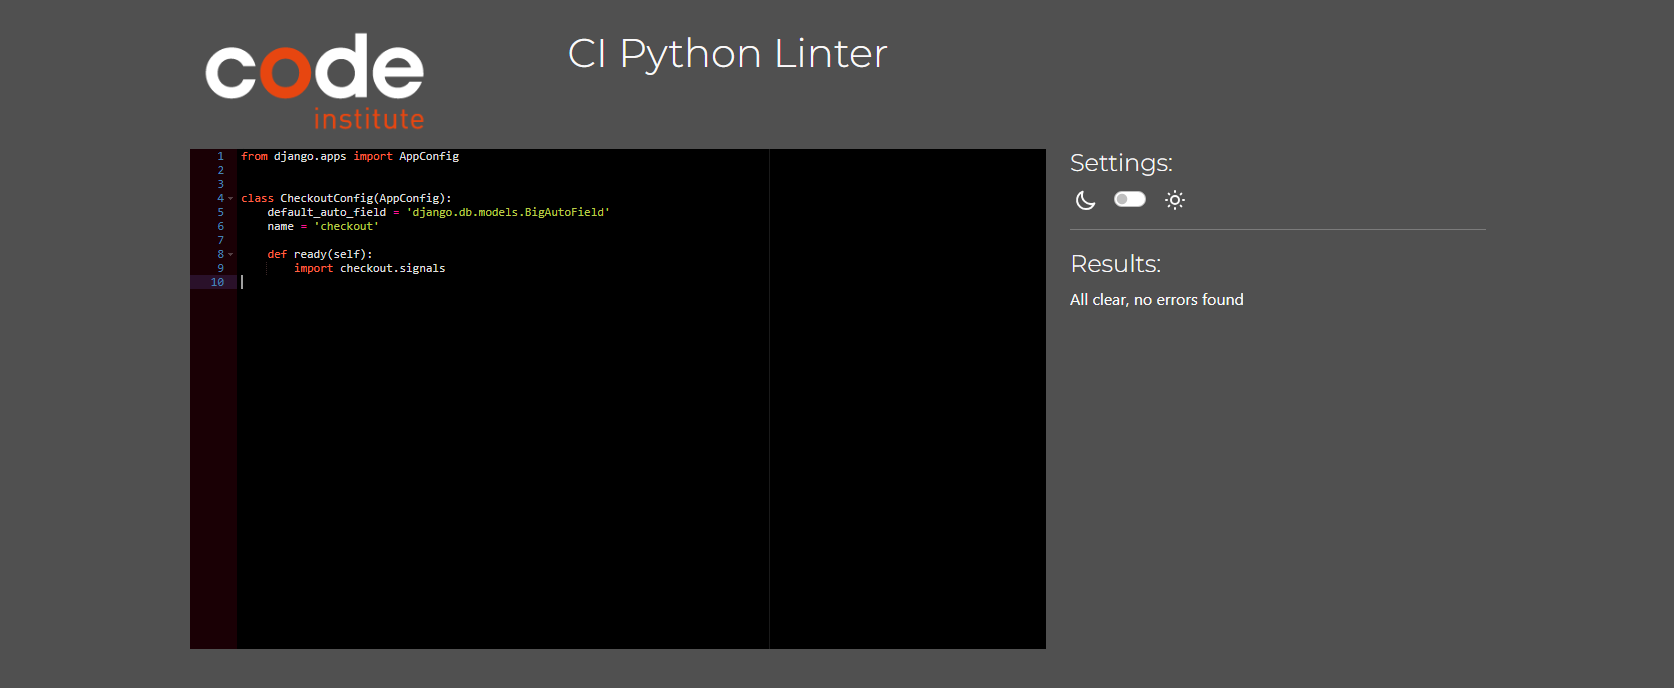 code
institute
CI Python Linter
1 from django.apps import AppConfig
2
3
4 class CheckoutConfig(AppConfig):
5     default_auto_field = 'django.db.models.BigAutoField'
6     name = 'checkout'
7
8     def ready(self):
9         import checkout.signals
10
Settings:
Results:
All clear, no errors found